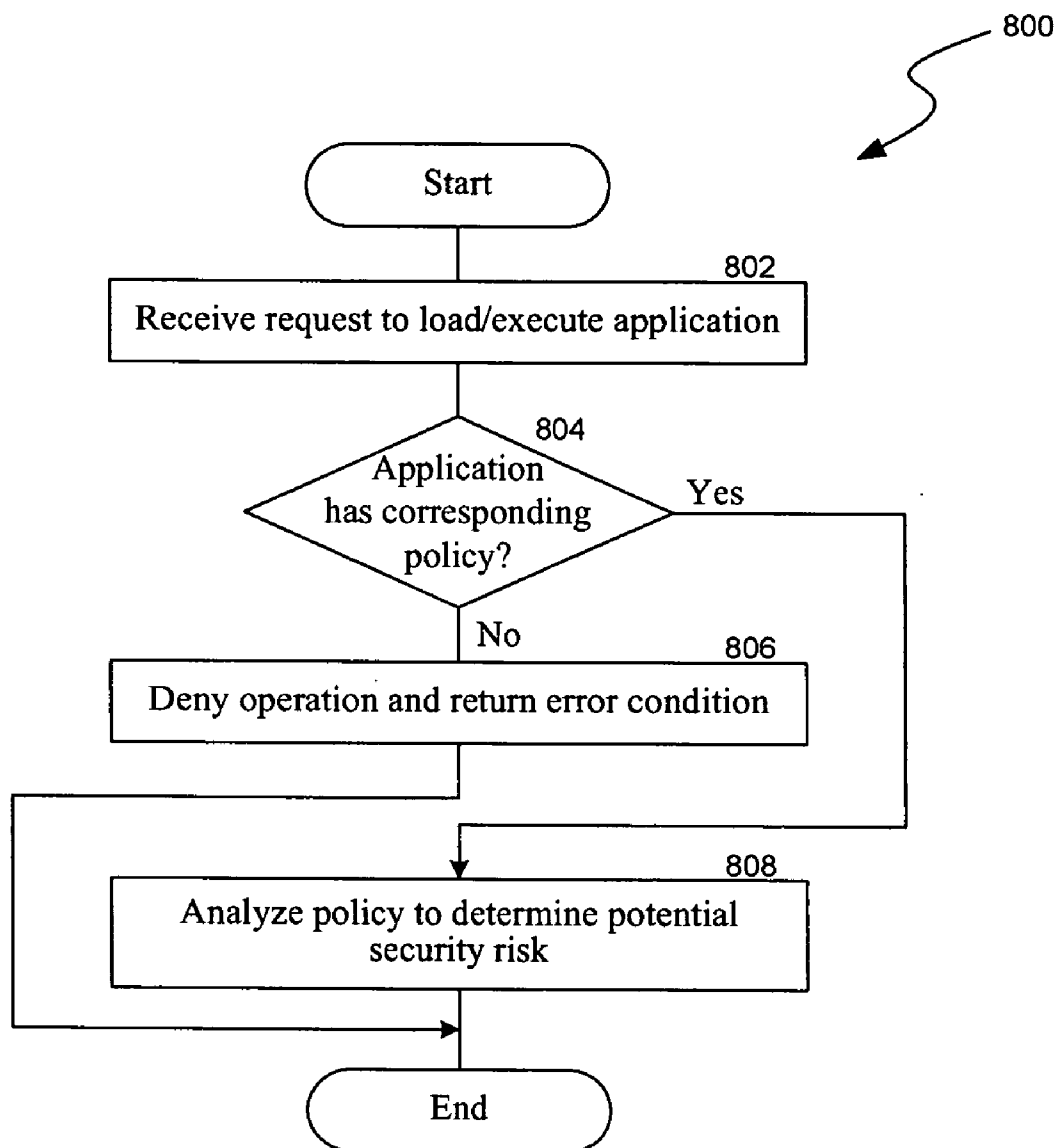 800
Start
802
Receive request to load/execute application
804
Application
has corresponding
policy?
Yes
No
806
Deny operation and return error condition
808
Analyze policy to determine potential
security risk
End